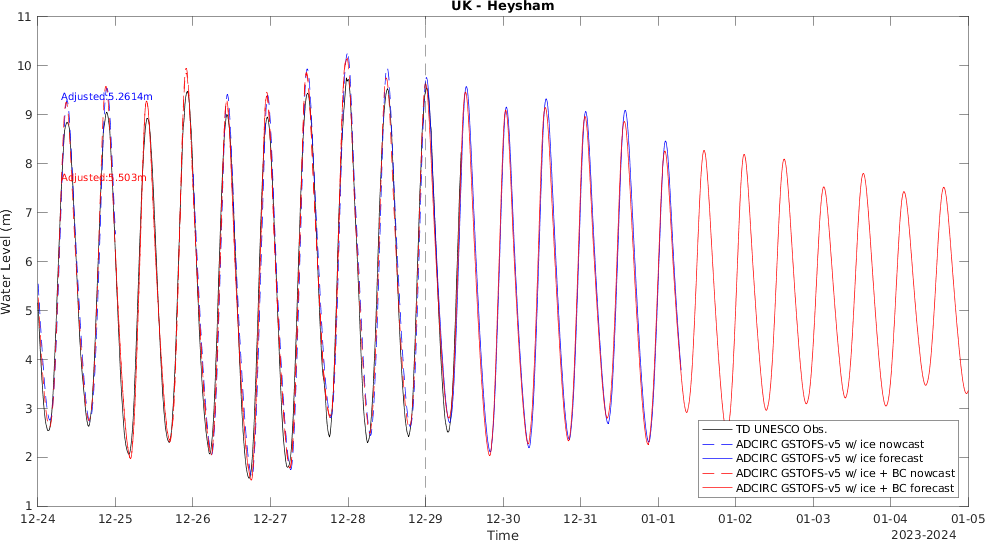 UK - Heysham
11
10
9
8
7
6
5
4
3
2
1
Water Level (m)
Adjusted:5.2614m
Adjusted:5.503m
TD UNESCO Obs.
ADCIRC GSTOFS-v5 w/ ice nowcast
ADCIRC GSTOFS-v5 w/ ice forecast
ADCIRC GSTOFS-v5 w/ ice + BC nowcast
ADCIRC GSTOFS-v5 w/ ice + BC forecast
12-24 12-25 12-26 12-27 12-28 12-29 12-30 12-31 01-01 01-02 01-03 01-04 01-05
Time
2023-2024